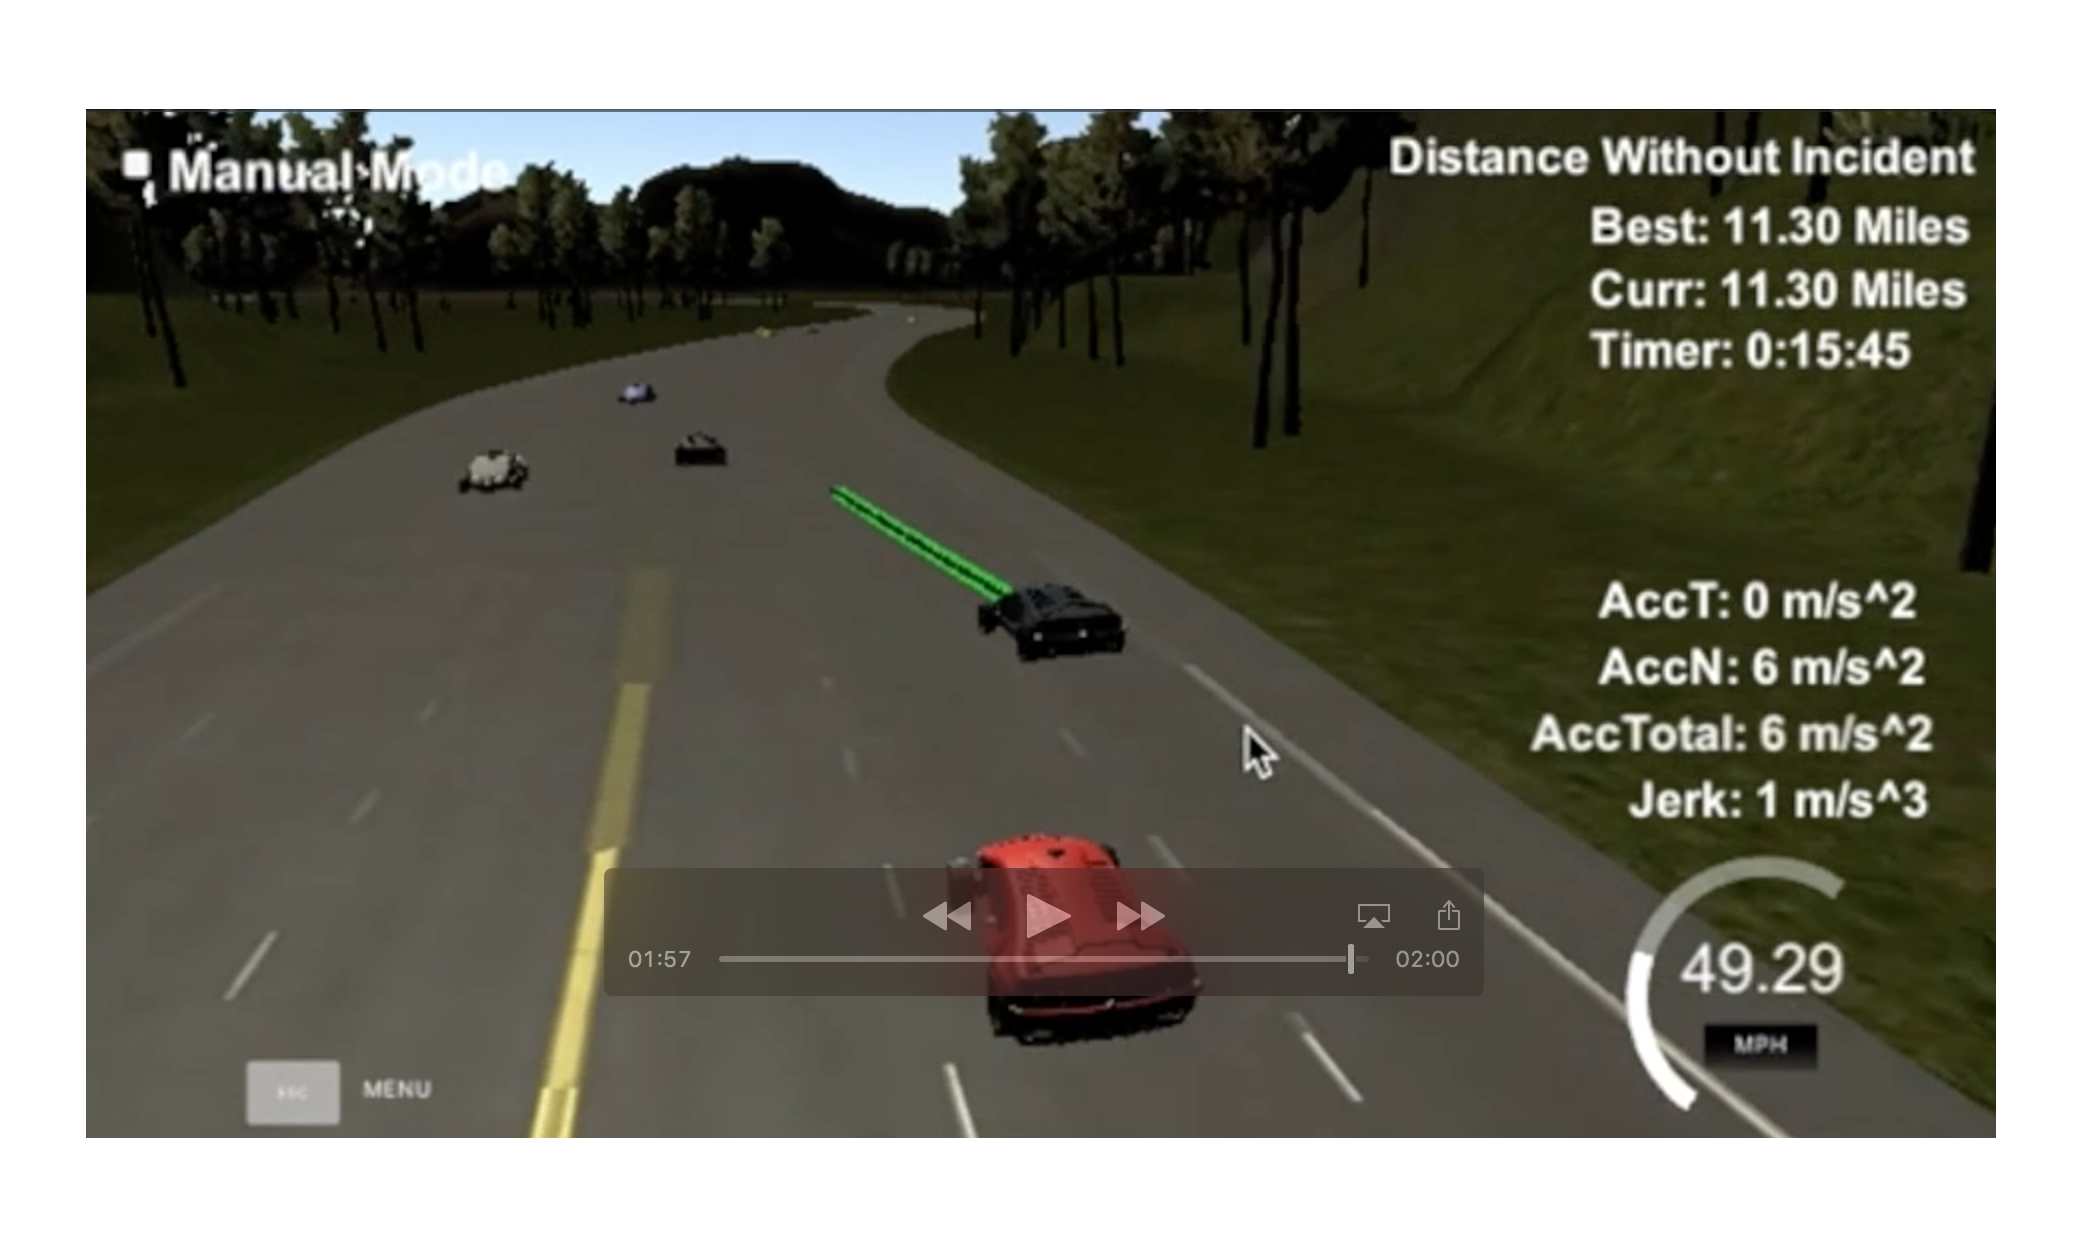 Manual Mode
Distance Without Incident
Best: 11.30 Miles
Curr: 11.30 Miles
Timer: 0:15:45
AccT: 0 m/s^2
AccN: 6 m/s^2
AccTotal: 6 m/s^2
Jerk: 1 m/s^3
01:57
02:00
49.29
MPH
ESC
MENU